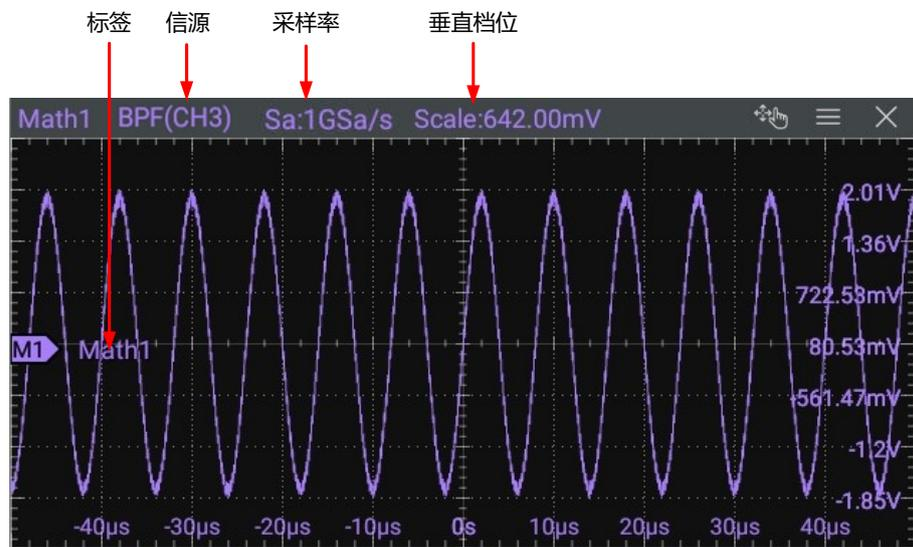 标签 信源 采样率 垂直档位
Math1 BPF(CH3) Sa:1GSa/s Scale:642.00mV
2.01V
1.36V
722.53mV
M1 Math1 80.53mV
-561.47mV
-1.2V
-1.85V
-40µs -30µs -20µs -10µs 0s 10µs 20µs 30µs 40µs